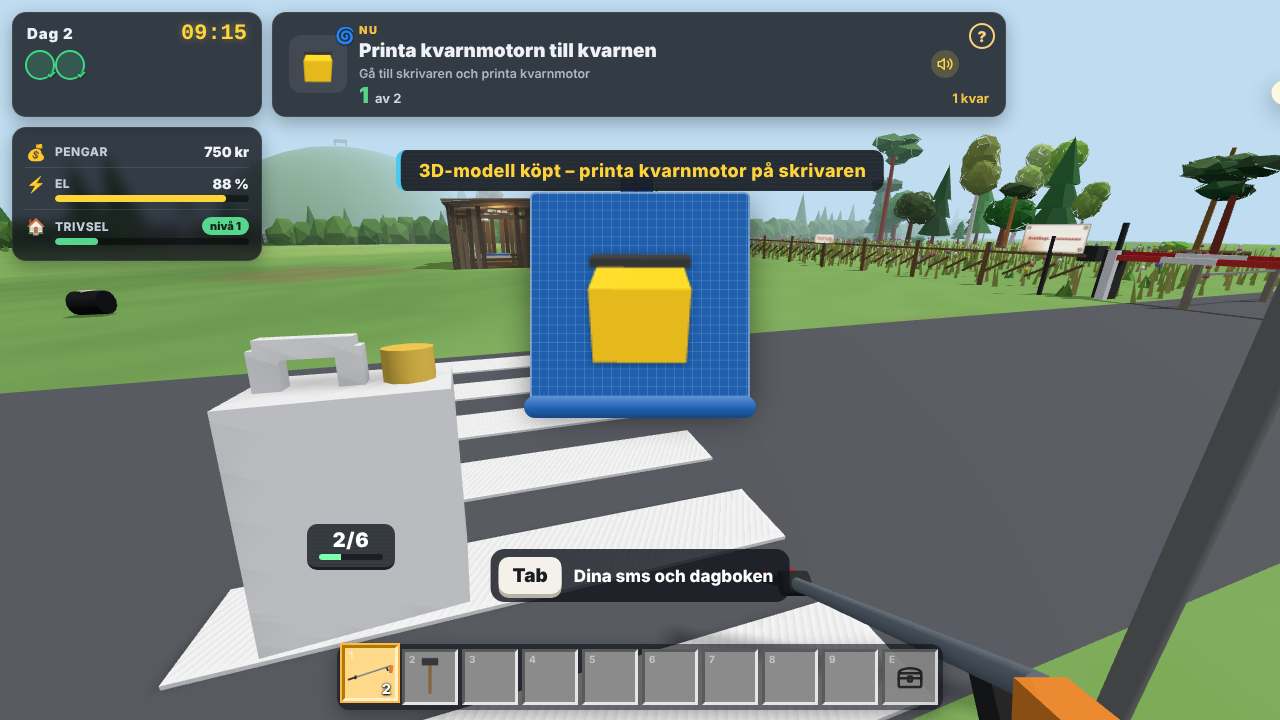 Dag 2
09:15
NU
Printa kvarnmotorn till kvarnen
Gå till skrivaren och printa kvarnmotor
1 av 2
1 kvar
?
PENGAR
750 kr
EL
88 %
TRIVSEL
nivå 1
3D-modell köpt – printa kvarnmotor på skrivaren
2/6
Tab
Dina sms och dagboken
2
2
3
4
5
6
7
8
9
E